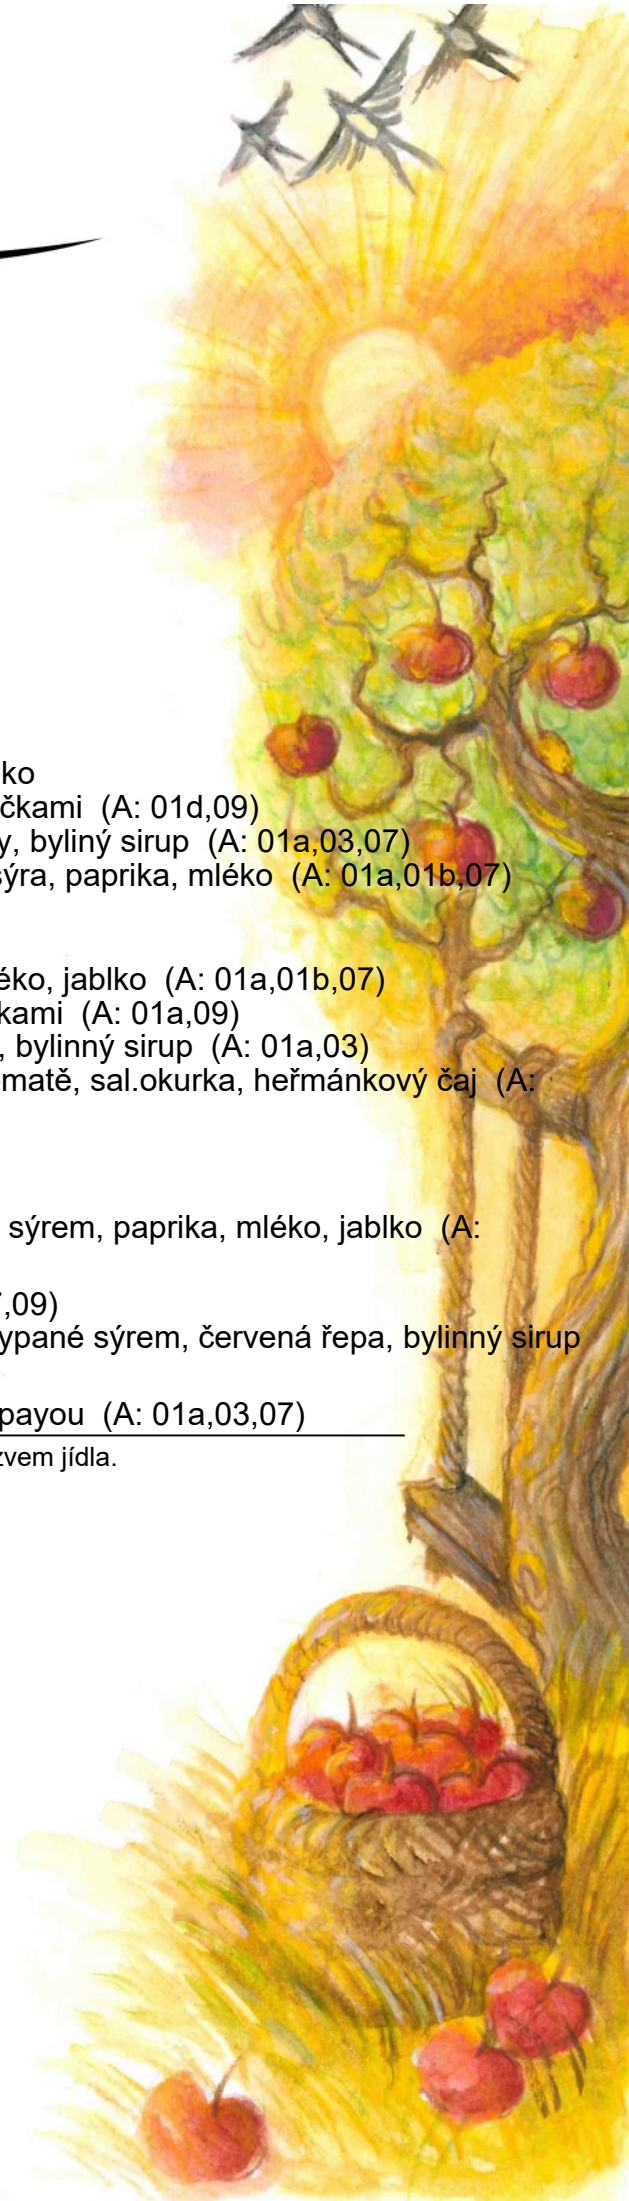 ko
čkami (A: 01d,09)
y, byliný sirup (A: 01a,03,07)
sýra, paprika, mléko (A: 01a,01b,07)
éko, jablko (A: 01a,01b,07)
kami (A: 01a,09)
, bylinný sirup (A: 01a,03)
omatě, sal.okurka, heřmánkový čaj (A:
sýrem, paprika, mléko, jablko (A:
7,09)
ypané sýrem, červená řepa, bylinný sirup
payou (A: 01a,03,07)
zvem jídla.